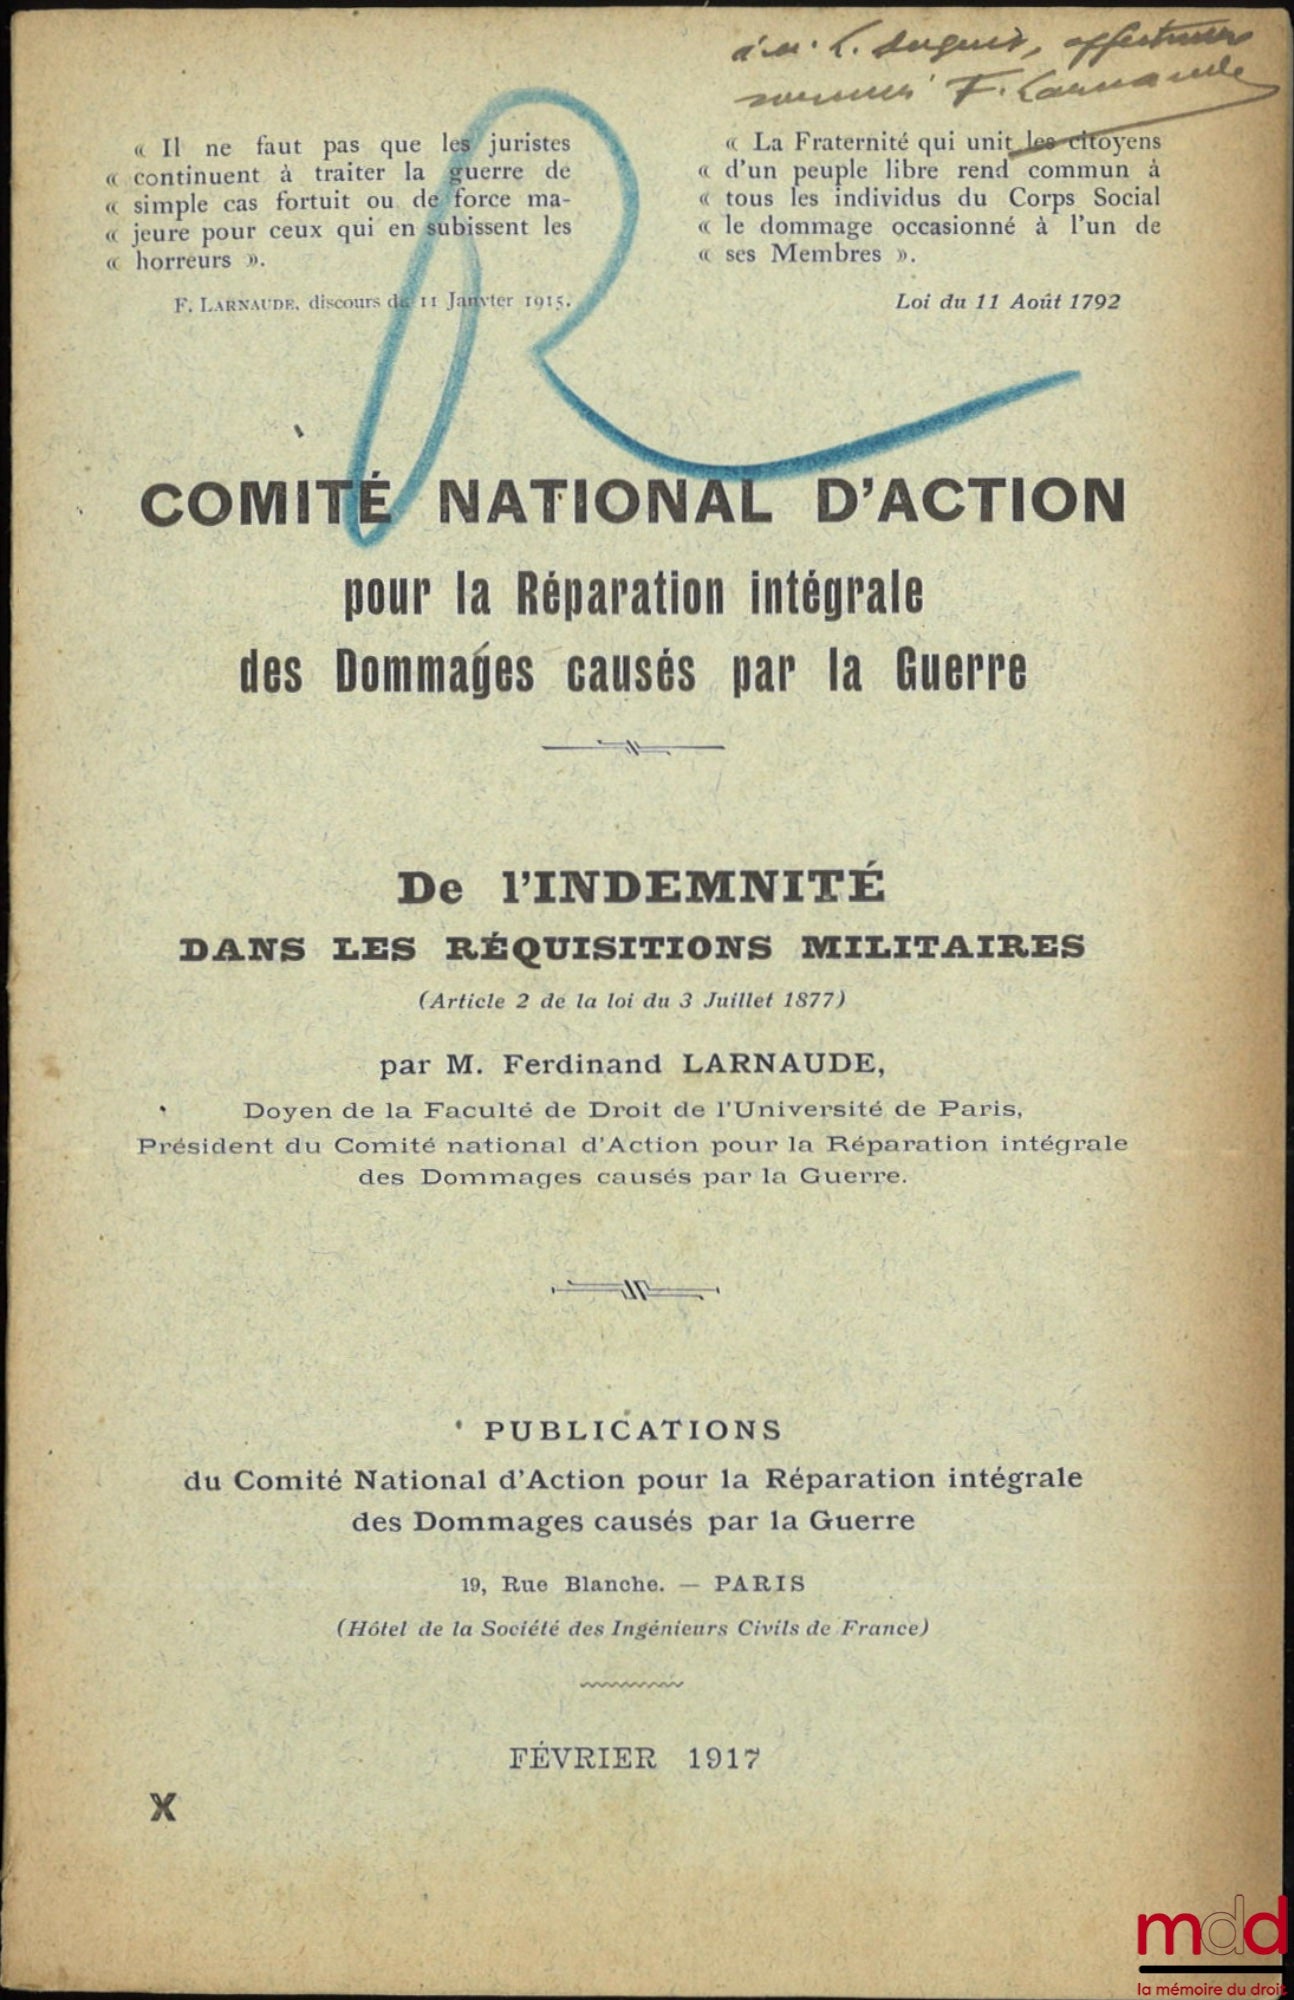 à M. L. Duguit, affectueux
souvenir F. Larnaude
« Il ne faut pas que les juristes
« continuent à traiter la guerre de
« simple cas fortuit ou de force ma-
« jeure pour ceux qui en subissent les
« horreurs ».
F. LARNAUDE, discours du 11 Janvier 1915.
« La Fraternité qui unit les citoyens
« d'un peuple libre rend commun à
« tous les individus du Corps Social
« le dommage occasionné à l'un de
« ses Membres ».
Loi du 11 Août 1792
R
COMITÉ NATIONAL D'ACTION
pour la Réparation intégrale
des Dommages causés par la Guerre
De l'INDEMNITÉ
DANS LES RÉQUISITIONS MILITAIRES
(Article 2 de la loi du 3 Juillet 1877)
par M. Ferdinand LARNAUDE,
Doyen de la Faculté de Droit de l'Université de Paris,
Président du Comité national d'Action pour la Réparation intégrale
des Dommages causés par la Guerre.
PUBLICATIONS
du Comité National d'Action pour la Réparation intégrale
des Dommages causés par la Guerre
19, Rue Blanche. — PARIS
(Hôtel de la Société des Ingénieurs Civils de France)
FÉVRIER 1917
X
mdd
la mémoire du droit